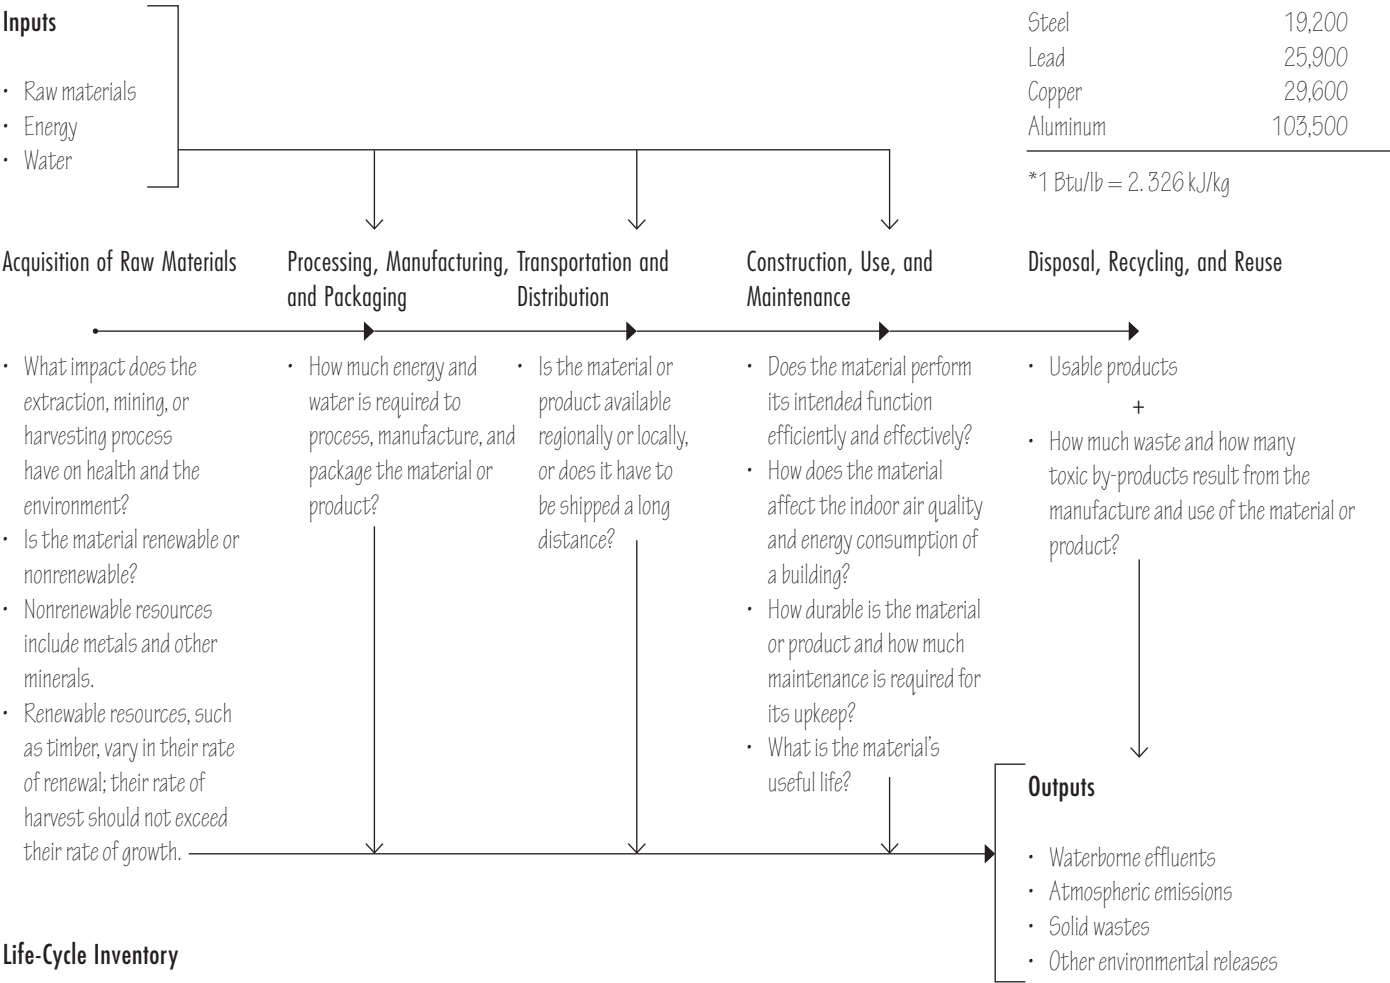 Inputs
• Raw materials
• Energy
• Water
Steel 19,200
Lead 25,900
Copper 29,600
Aluminum 103,500
*1 Btu/lb = 2.326 kJ/kg
Acquisition of Raw Materials
• What impact does the
extraction, mining, or
harvesting process
have on health and the
environment?
• Is the material renewable or
nonrenewable?
• Nonrenewable resources
include metals and other
minerals.
• Renewable resources, such
as timber, vary in their rate
of renewal; their rate of
harvest should not exceed
their rate of growth.
Processing, Manufacturing,
and Packaging
• How much energy and
water is required to
process, manufacture, and
package the material or
product?
Transportation and
Distribution
• Is the material or
product available
regionally or locally,
or does it have to
be shipped a long
distance?
Construction, Use, and
Maintenance
• Does the material perform
its intended function
efficiently and effectively?
• How does the material
affect the indoor air quality
and energy consumption of
a building?
• How durable is the material
or product and how much
maintenance is required for
its upkeep?
• What is the material's
useful life?
Disposal, Recycling, and Reuse
• Usable products
+
• How much waste and how many
toxic by-products result from the
manufacture and use of the material or
product?
Outputs
• Waterborne effluents
• Atmospheric emissions
• Solid wastes
• Other environmental releases
Life-Cycle Inventory